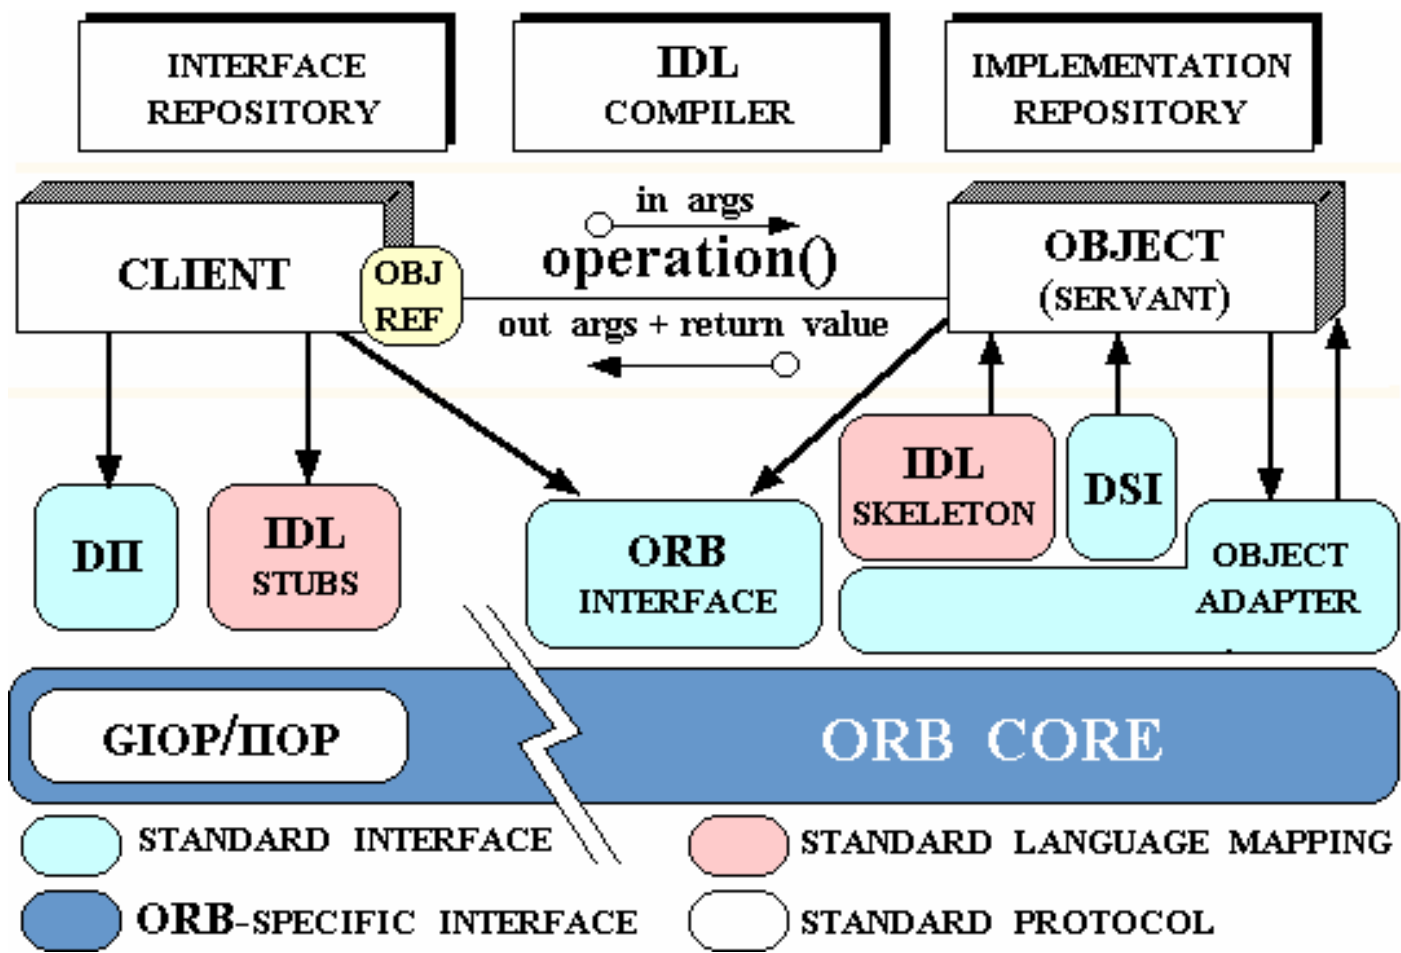 INTERFACE
REPOSITORY
IDL
COMPILER
IMPLEMENTATION
REPOSITORY
CLIENT
OBJ
REF
in args
operation()
out args + return value
OBJECT
(SERVANT)
DII
IDL
STUBS
ORB
INTERFACE
IDL
SKELETON
DSI
OBJECT
ADAPTER
GIOP/IIOP
ORB CORE
STANDARD INTERFACE
STANDARD LANGUAGE MAPPING
ORB-SPECIFIC INTERFACE
STANDARD PROTOCOL